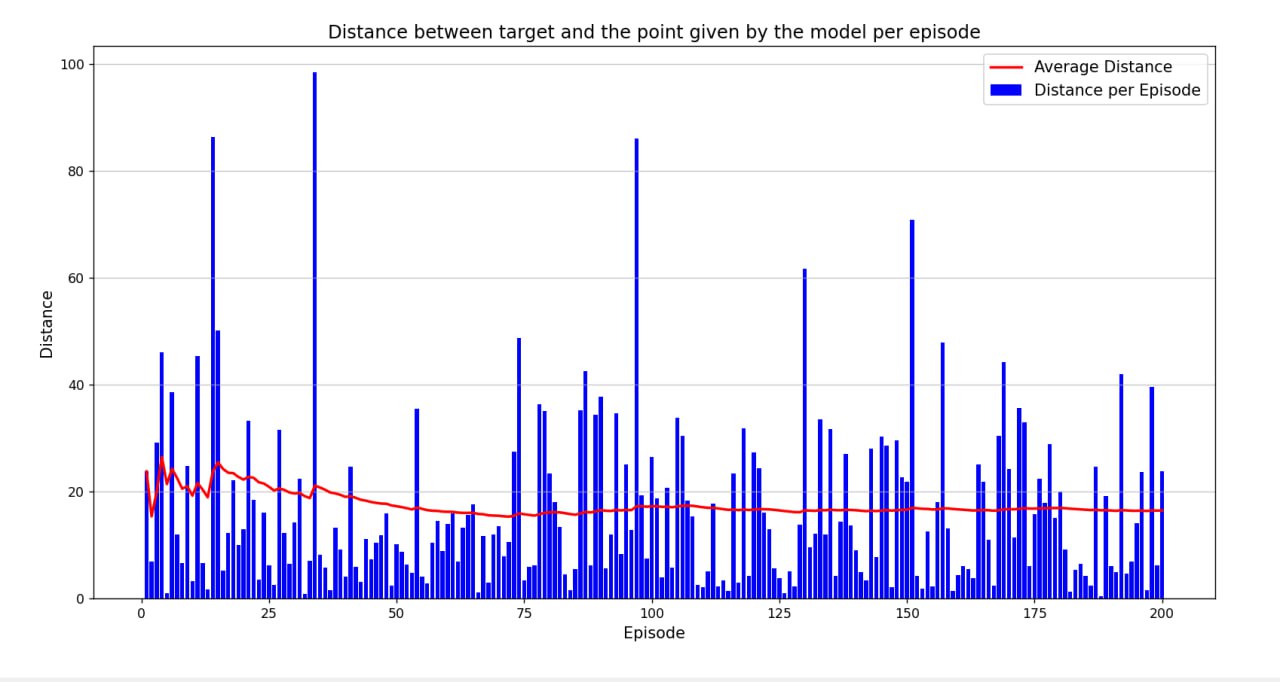 Distance between target and the point given by the model per episode
Average Distance
Distance per Episode
Distance
100
80
60
40
20
0
0 25 50 75 100 125 150 175 200
Episode